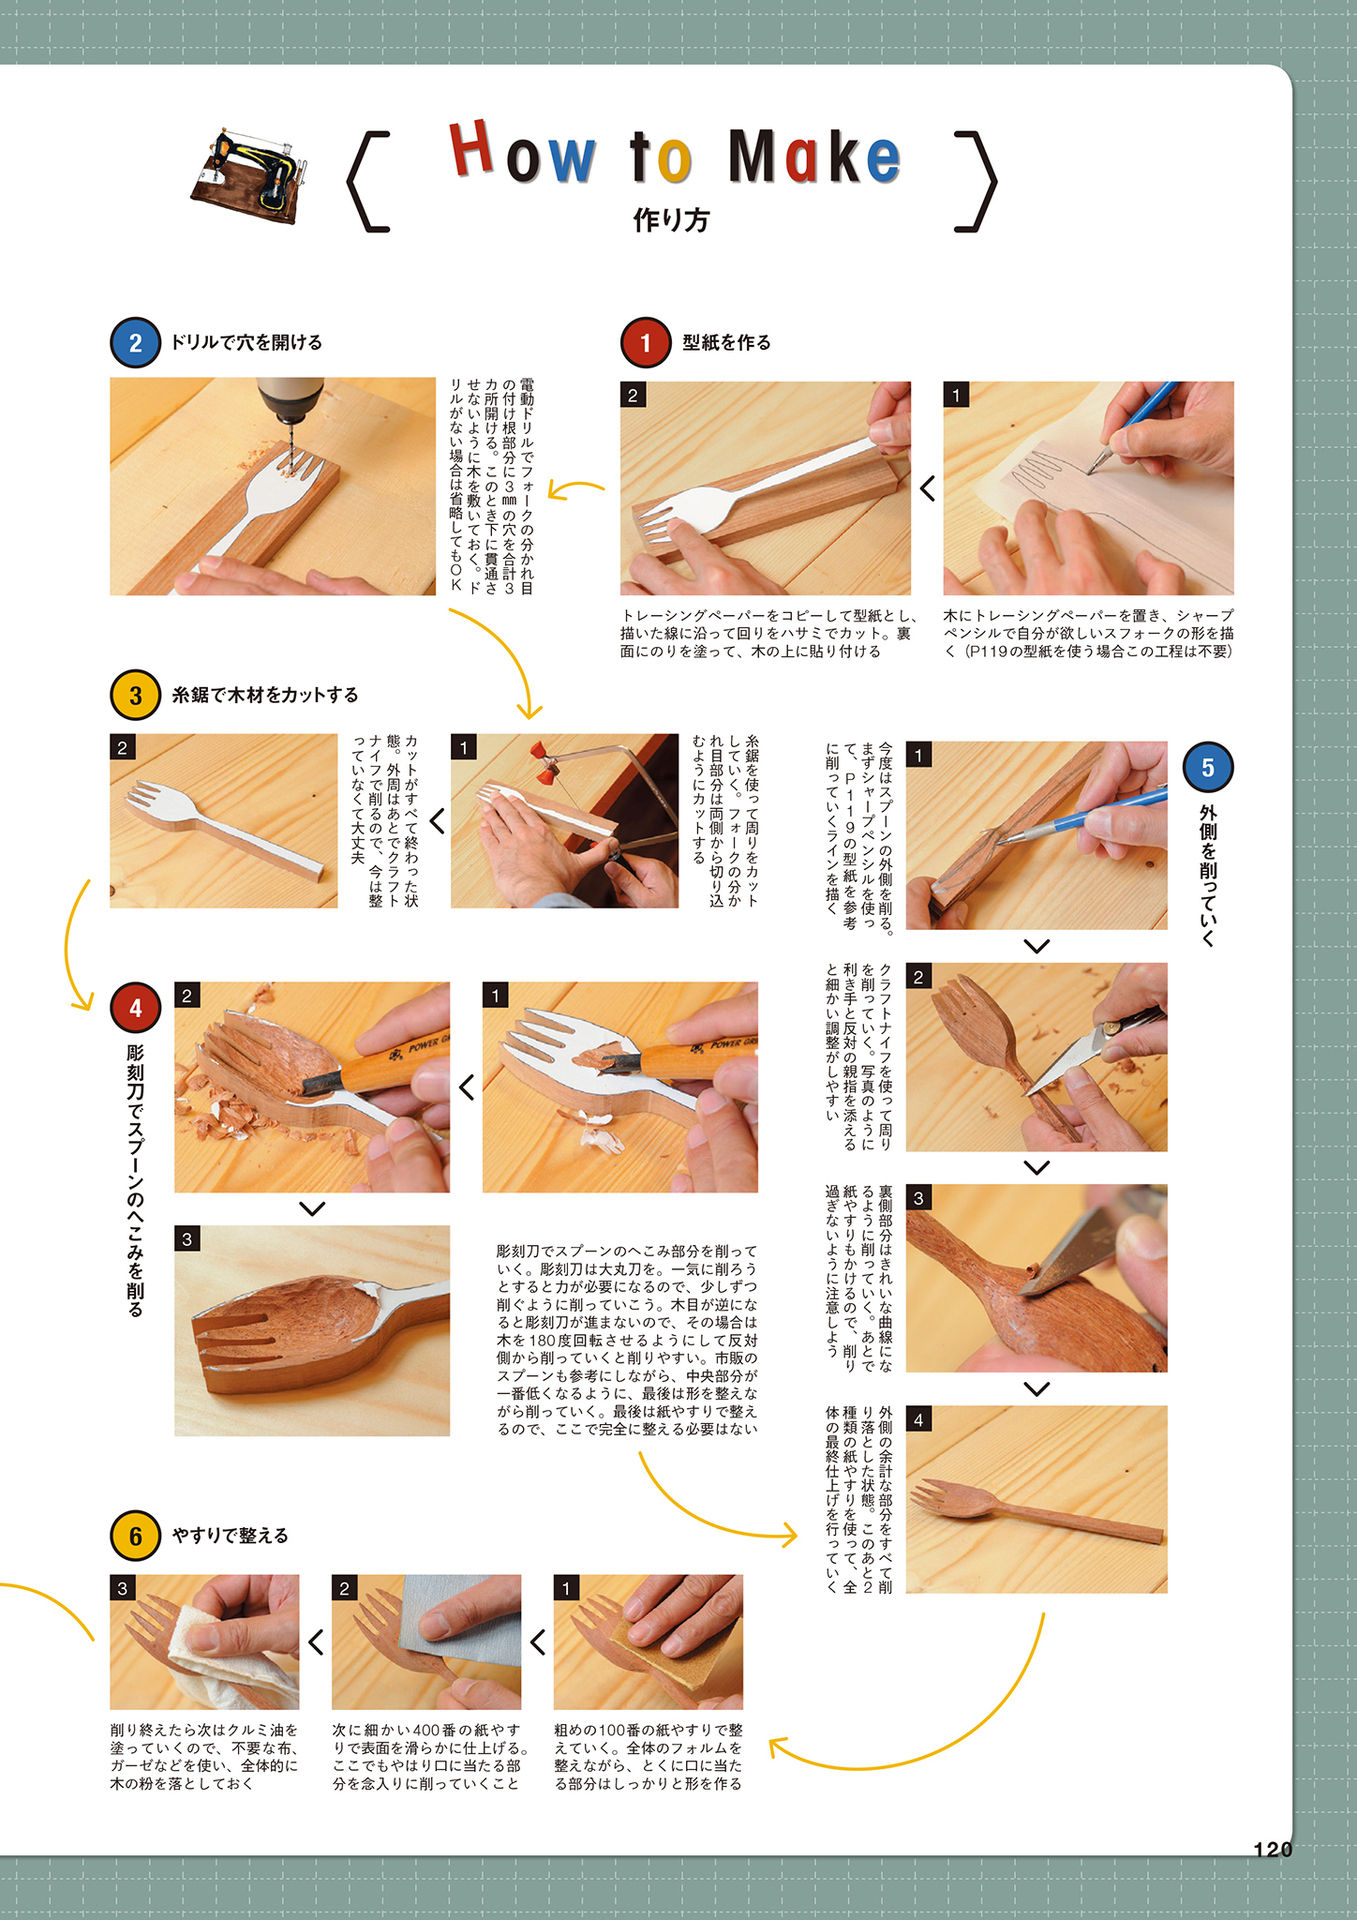 How to Make
作り方
1
型紙を作る
1
木にトレーシングペーパーを置き、シャープ
ペンシルで自分が欲しいスフォークの形を描
く（P119の型紙を使う場合この工程は不要）
2
トレーシングペーパーをコピーして型紙とし、
描いた線に沿って回りをハサミでカット。裏
面にのりを塗って、木の上に貼り付ける
2
ドリルで穴を開ける
電動ドリルでフォークの分かれ目
の付け根部分に3㎜の穴を合計3
カ所開ける。このとき下に貫通さ
せないように木を敷いておく。ド
リルがない場合は省略してもOK
3
糸鋸で木材をカットする
1
糸鋸を使って周りをカット
していく。フォークの分か
れ目部分は両側から切り込
むようにカットする
2
カットがすべて終わった状
態。外周はあとでクラフト
ナイフで削るので、今は整
っていなくて大丈夫
4
彫刻刀でスプーンのへこみを削る
1
POWER GR
2
POWER GR
3
彫刻刀でスプーンのへこみ部分を削って
いく。彫刻刀は大丸刀を。一気に削ろう
とすると力が必要になるので、少しずつ
削ぐように削っていこう。木目が逆にな
ると彫刻刀が進まないので、その場合は
木を180度回転させるようにして反対
側から削っていくと削りやすい。市販の
スプーンも参考にしながら、中央部分が
一番低くなるように、最後は形を整えな
がら削っていく。最後は紙やすりで整え
るので、ここで完全に整える必要はない
5
外側を削っていく
1
今度はスプーンの外側を削る。
まずシャープペンシルを使っ
て、P119の型紙を参考
に削っていくラインを描く
2
クラフトナイフを使って周り
を削っていく。写真のように
利き手と反対の親指を添える
と細かい調整がしやすい
3
裏側部分はきれいな曲線にな
るように削っていく。あとで
紙やすりもかけるので、削り
過ぎないように注意しよう
4
外側の余計な部分をすべて削
り落とした状態。このあと2
種類の紙やすりを使って、全
体の最終仕上げを行っていく
6
やすりで整える
1
粗めの100番の紙やすりで整
えていく。全体のフォルムを
整えながら、とくに口に当た
る部分はしっかりと形を作る
2
次に細かい400番の紙やす
りで表面を滑らかに仕上げる。
ここでもやはり口に当たる部
分を念入りに削っていくこと
3
削り終えたら次はクルミ油を
塗っていくので、不要な布、
ガーゼなどを使い、全体的に
木の粉を落としておく
120